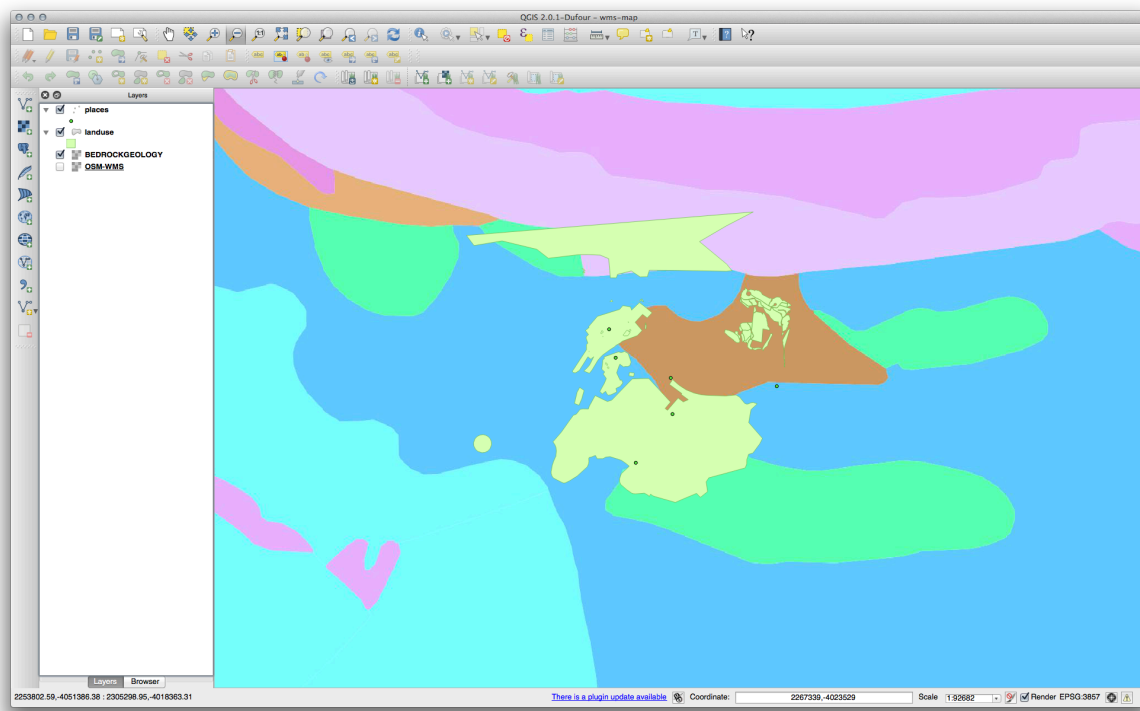 QGIS 2.0.1-Dufour – wms-map
Layers
places
landuse
BEDROCKGEOLOGY
OSM-WMS
Layers Browser
2253802.59,-4051386.38 : 2305298.95,-4018363.31 There is a plugin update available Coordinate: 2267339,-4023529 Scale 1:92682 Render EPSG:3857